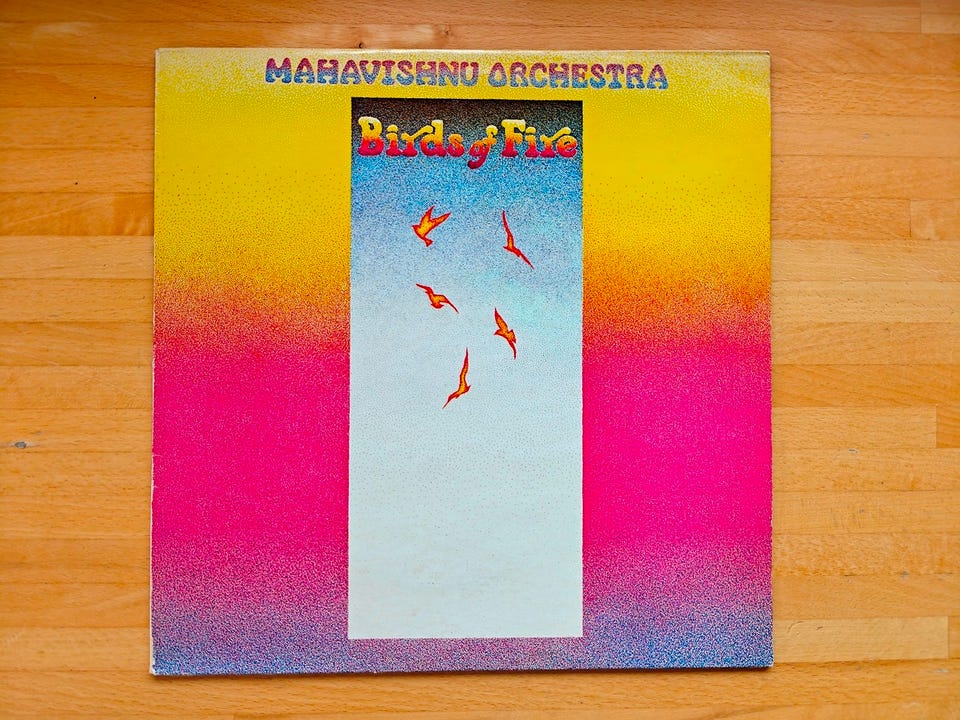 MAHAVISHNU ORCHESTRA
Birds of Fire